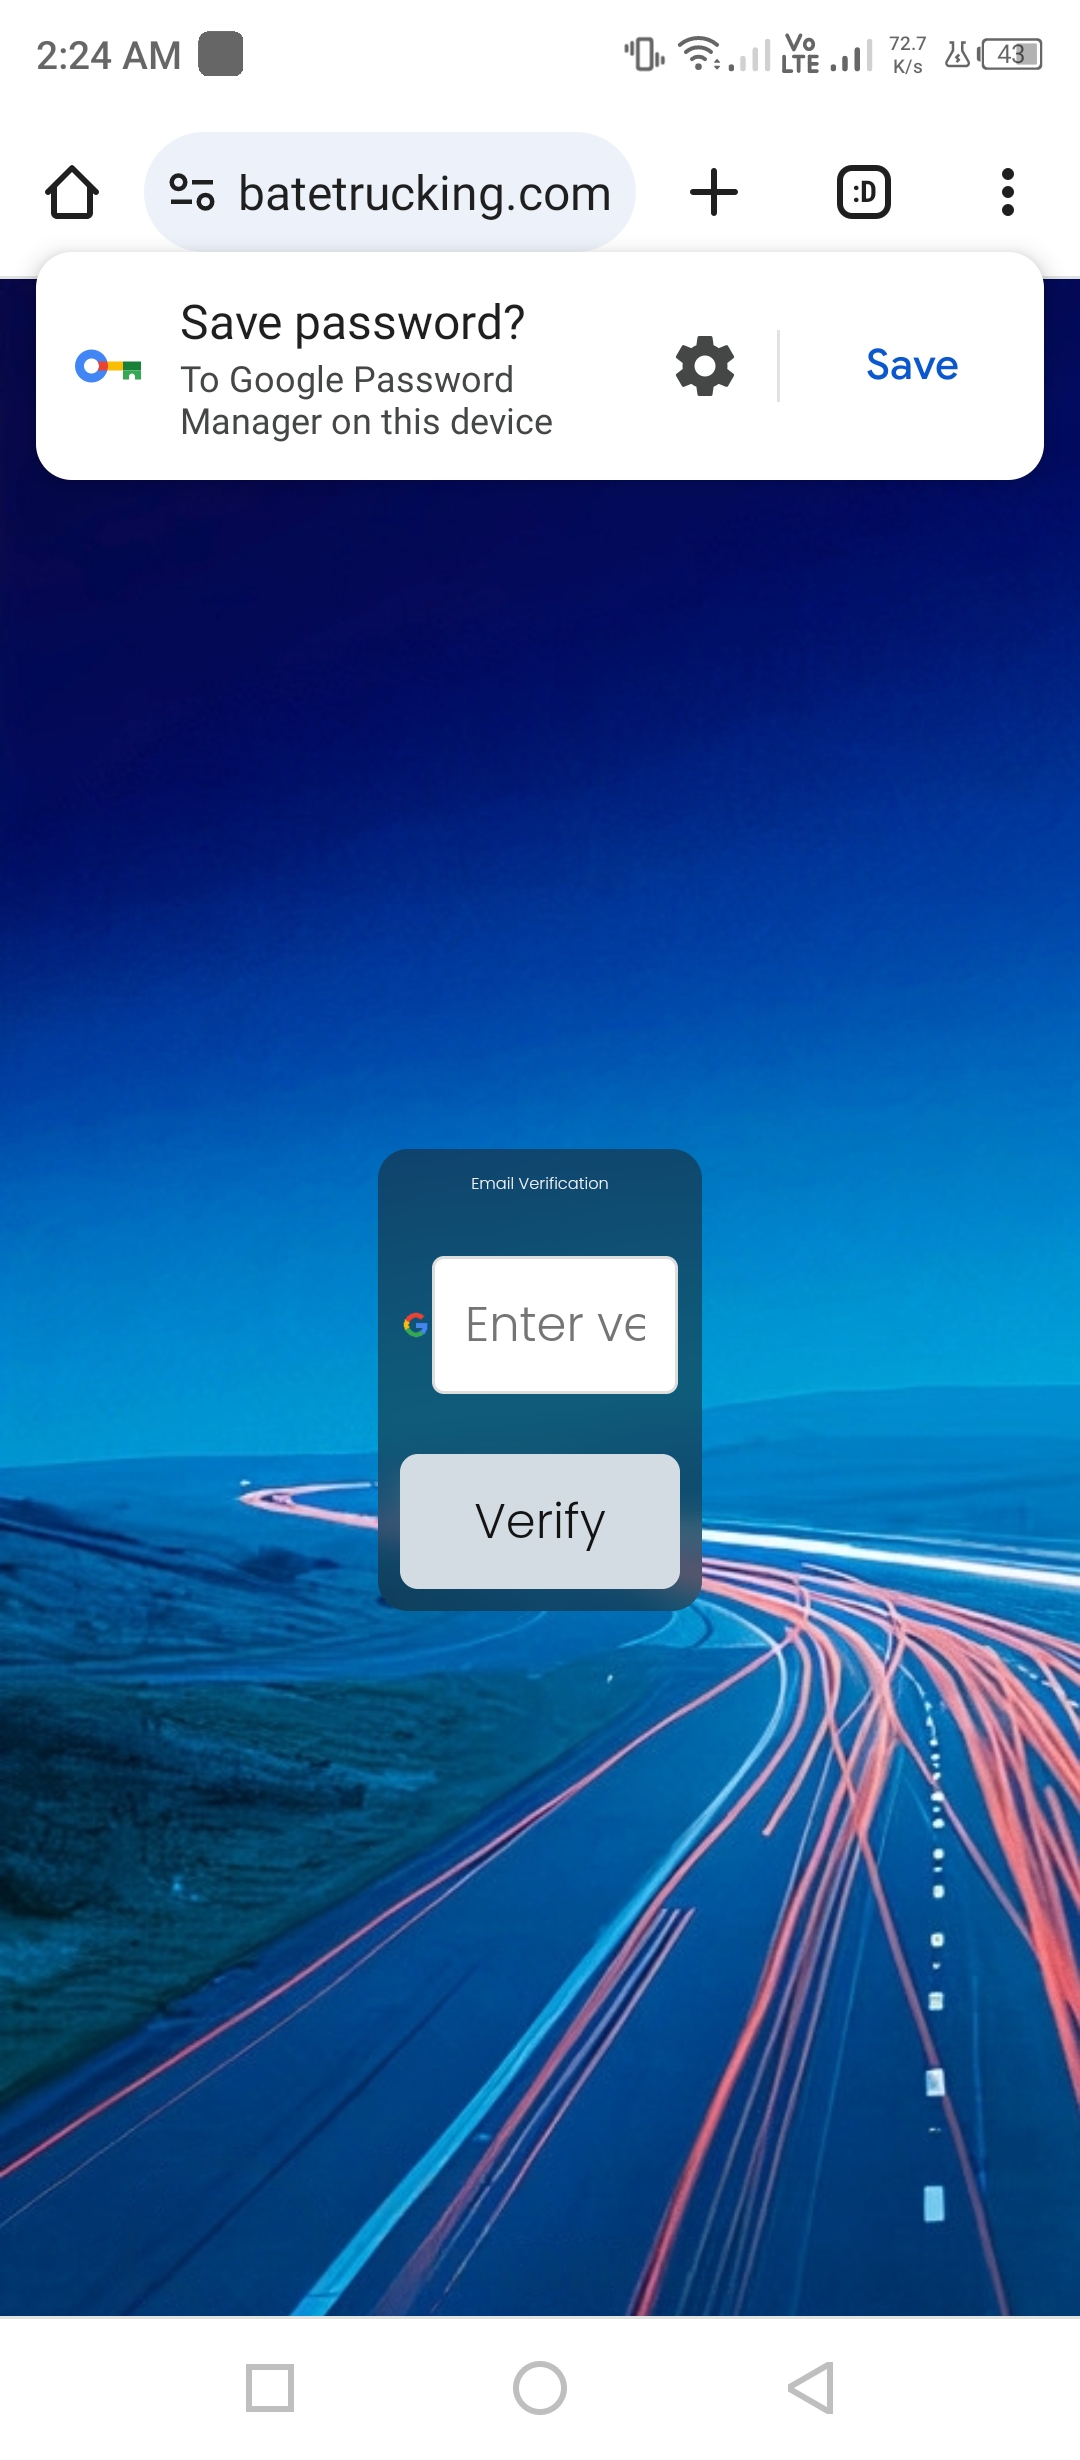 2:24 AM
Vo LTE
72.7 K/s
43
batetrucking.com
:D
Save password?
To Google Password
Manager on this device
Save
Email Verification
Enter ve
Verify